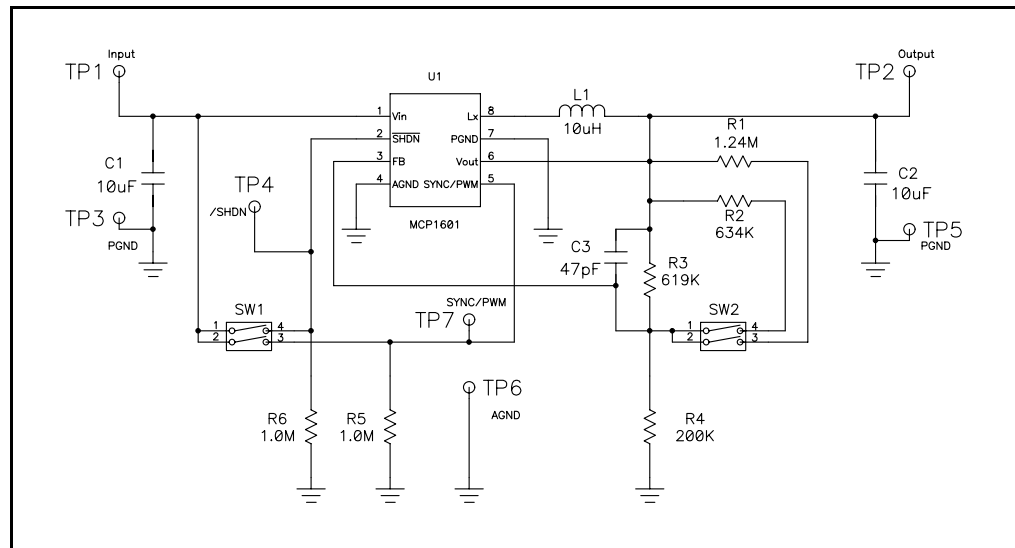 Input
TP1
Output
TP2
U1
1 Vin Lx 8
2 SHDN PGND 7
3 FB Vout 6
4 AGND SYNC/PWM 5
MCP1601
L1
10uH
R1
1.24M
C1
10uF
C2
10uF
TP4
/SHDN
R2
634K
TP3
PGND
TP5
PGND
C3
47pF
R3
619K
SW1
1 4
2 3
SYNC/PWM
TP7
SW2
1 4
2 3
TP6
AGND
R6
1.0M
R5
1.0M
R4
200K